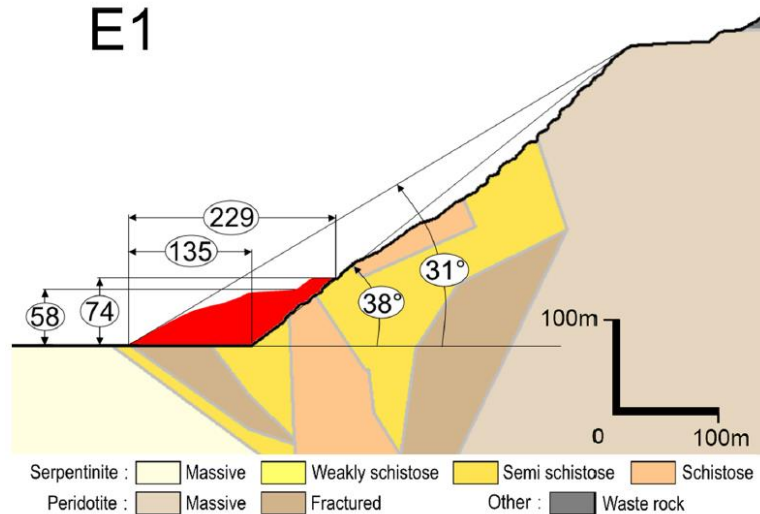 E1
229
135
58
74
38°
31°
100m
0
100m
Serpentinite : Massive Weakly schistose Semi schistose Schistose
Peridotite : Massive Fractured Other : Waste rock